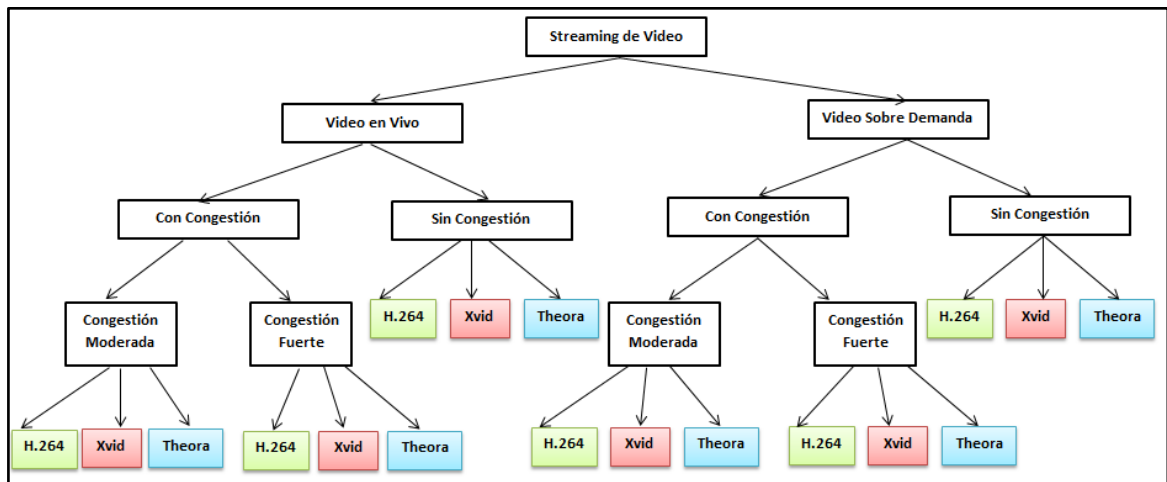 Streaming de Video
Video en Vivo
Video Sobre Demanda
Con Congestión
Sin Congestión
Con Congestión
Sin Congestión
Congestión
Moderada
Congestión
Fuerte
H.264
Xvid
Theora
Congestión
Moderada
Congestión
Fuerte
H.264
Xvid
Theora
H.264
Xvid
Theora
H.264
Xvid
Theora
H.264
Xvid
Theora
H.264
Xvid
Theora